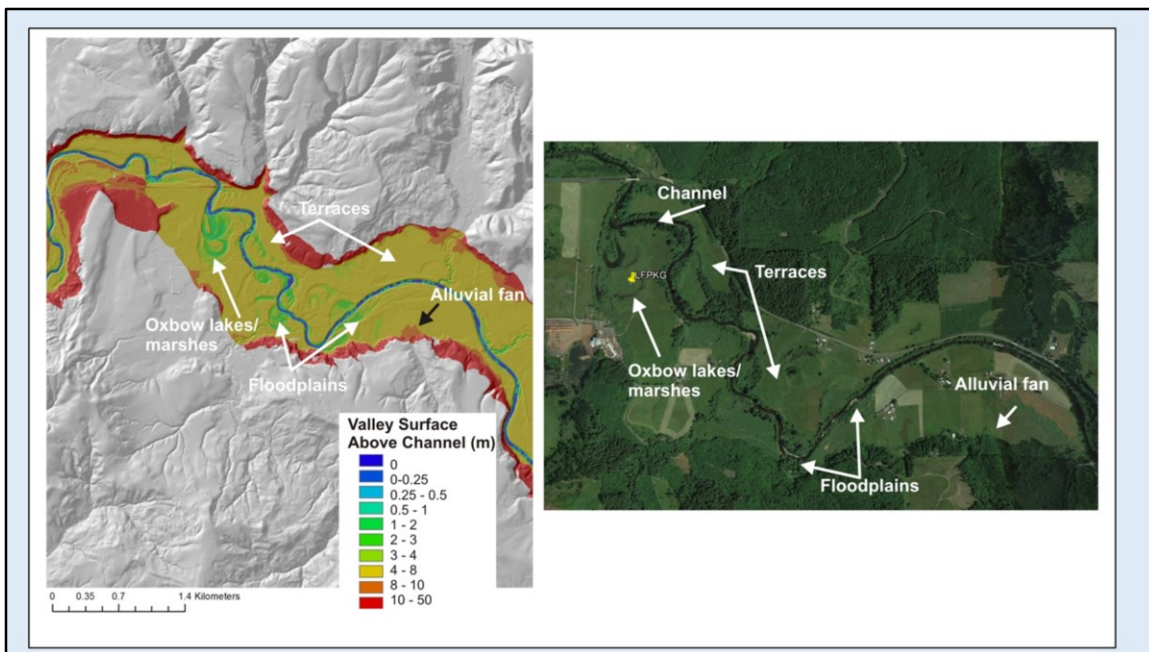 Terraces
Alluvial fan
Oxbow lakes/
marshes
Floodplains
Valley Surface
Above Channel (m)
0
0-0.25
0.25 - 0.5
0.5 - 1
1 - 2
2 - 3
3 - 4
4 - 8
8 - 10
10 - 50
0 0.35 0.7 1.4 Kilometers
Channel
LFPKG
Terraces
Oxbow lakes/
marshes
Alluvial fan
Floodplains